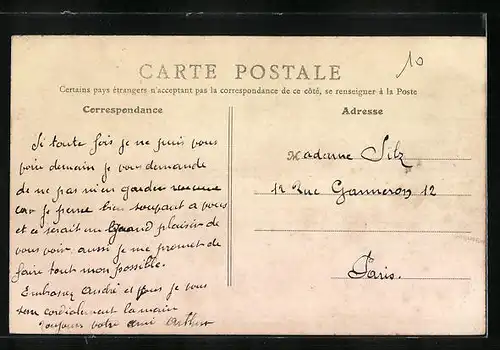 10
CARTE POSTALE
Certains pays étrangers n'acceptant pas la correspondance de ce côté, se renseigner à la Poste
Correspondance
Adresse
Si toute fois je ne puis vous
voir demain je vous demande
de ne pas m'en garder rancune
car je pense bien souvent a vous
et ce serait un Grand plaisir de
vous voir aussi je me promet de
faire tout mon possible.
Embrassez André et puis je vous
serre cordialement la main
Toujours votre ami Arthur
Madame Silz
12 Rue Ganneron 12
Paris.